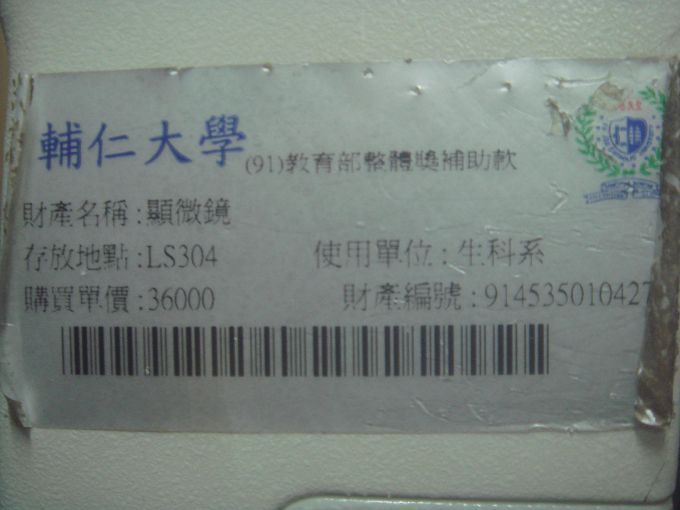 輔仁大學 (91)教育部整體獎補助款
財產名稱:顯微鏡
存放地點:LS304 使用單位:生科系
購買單價:36000 財產編號:914535010427